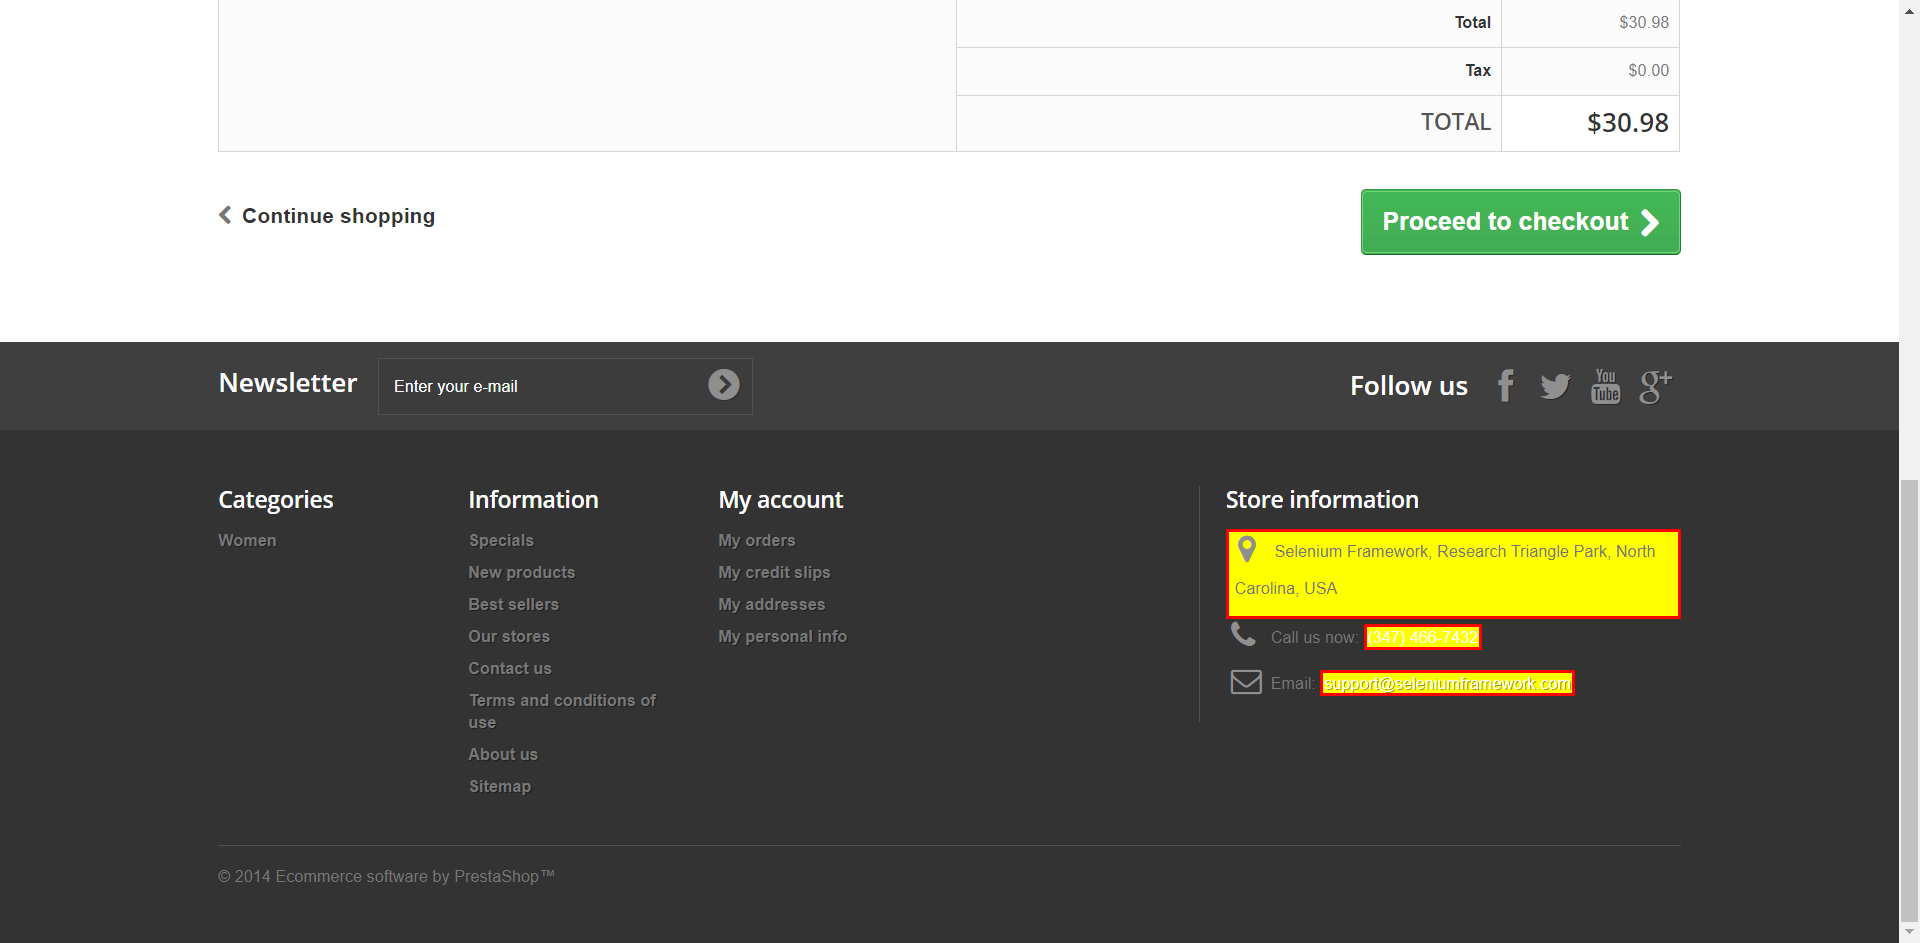 Total $30.98
Tax $0.00
TOTAL $30.98
Continue shopping
Proceed to checkout
Newsletter
Enter your e-mail
Follow us
You
Tube
g+
Categories
Women
Information
Specials
New products
Best sellers
Our stores
Contact us
Terms and conditions of
use
About us
Sitemap
My account
My orders
My credit slips
My addresses
My personal info
Store information
Selenium Framework, Research Triangle Park, North
Carolina, USA
Call us now: (347) 466-7432
Email: support@seleniumframework.com
© 2014 Ecommerce software by PrestaShop™